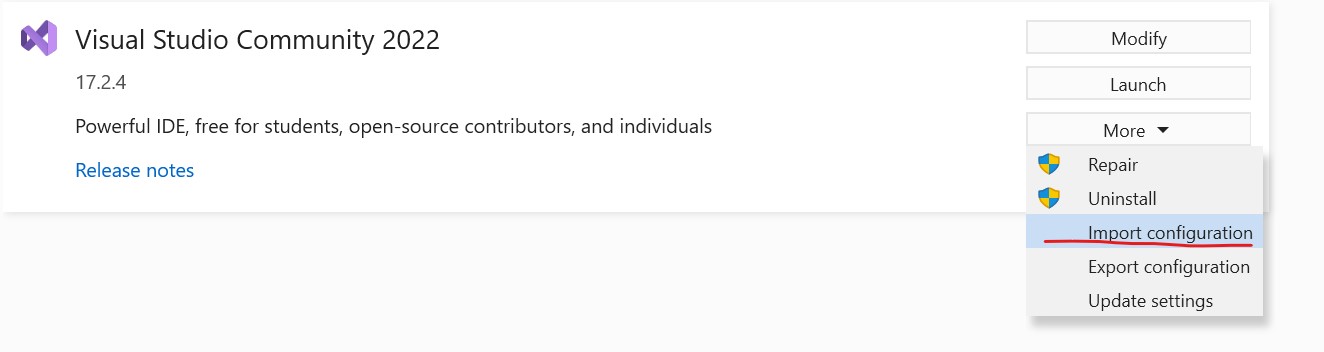 Visual Studio Community 2022
17.2.4
Powerful IDE, free for students, open-source contributors, and individuals
Release notes
Modify
Launch
More
Repair
Uninstall
Import configuration
Export configuration
Update settings